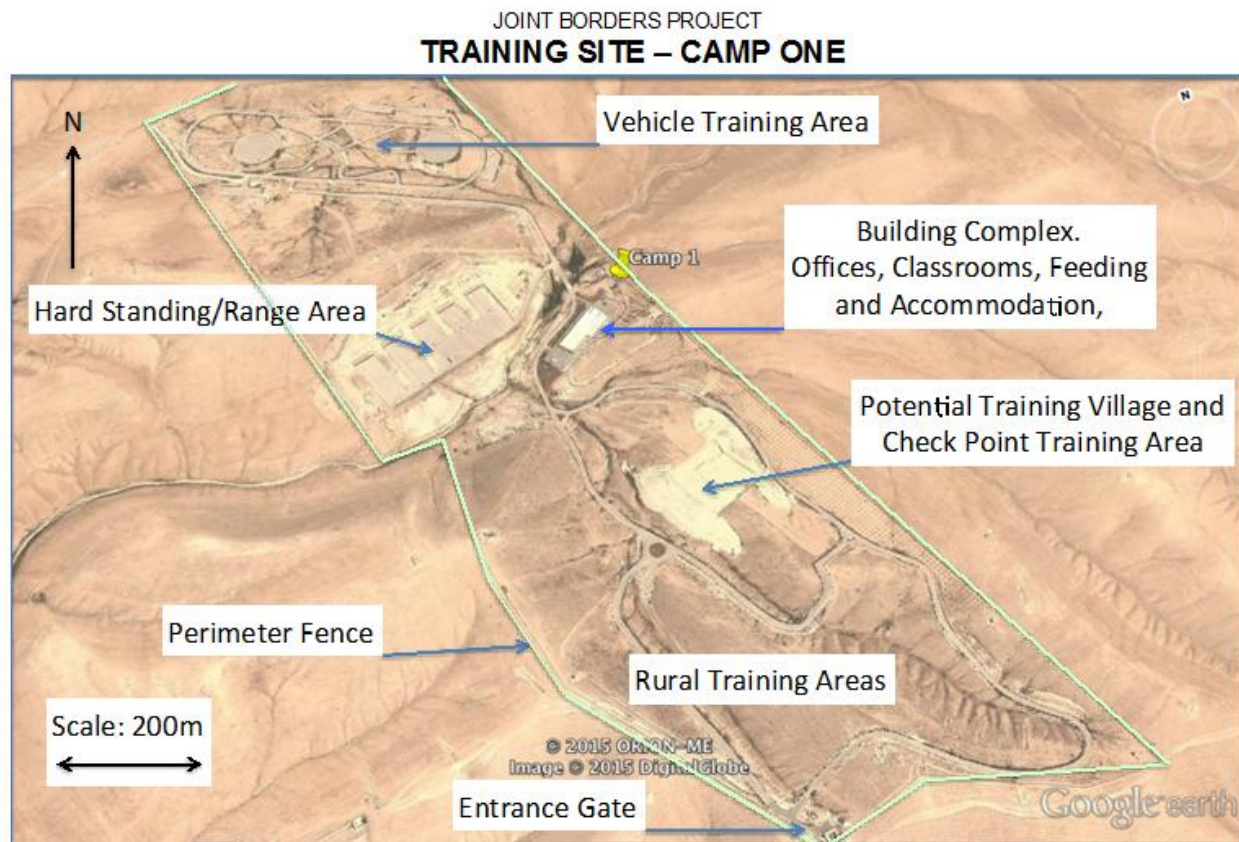 JOINT BORDERS PROJECT
TRAINING SITE – CAMP ONE
N
Vehicle Training Area
N
Building Complex.
Offices, Classrooms, Feeding
and Accommodation,
Camp 1
Hard Standing/Range Area
Potential Training Village and
Check Point Training Area
Perimeter Fence
Rural Training Areas
Scale: 200m
© 2015 ORION-ME
Image © 2015 DigitalGlobe
Entrance Gate
Google earth